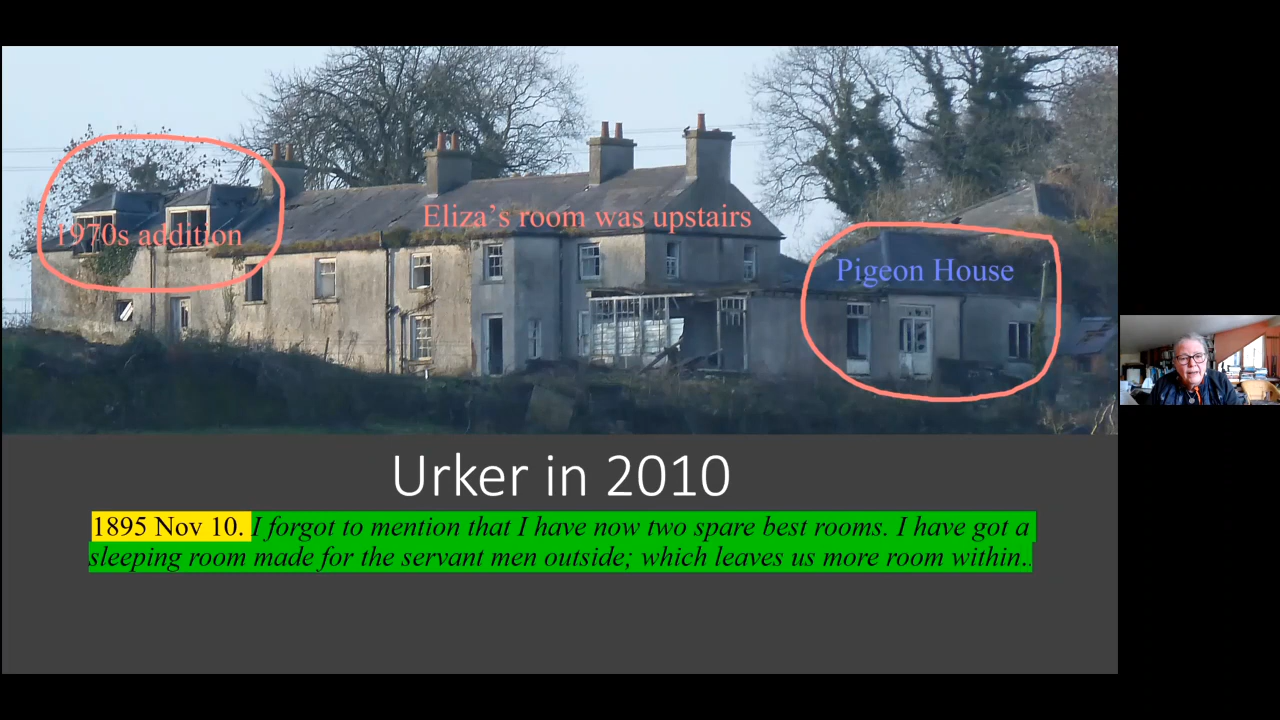 Eliza's room was upstairs
1970s addition
Pigeon House
Urker in 2010
1895 Nov 10. I forgot to mention that I have now two spare best rooms. I have got a
sleeping room made for the servant men outside; which leaves us more room within..